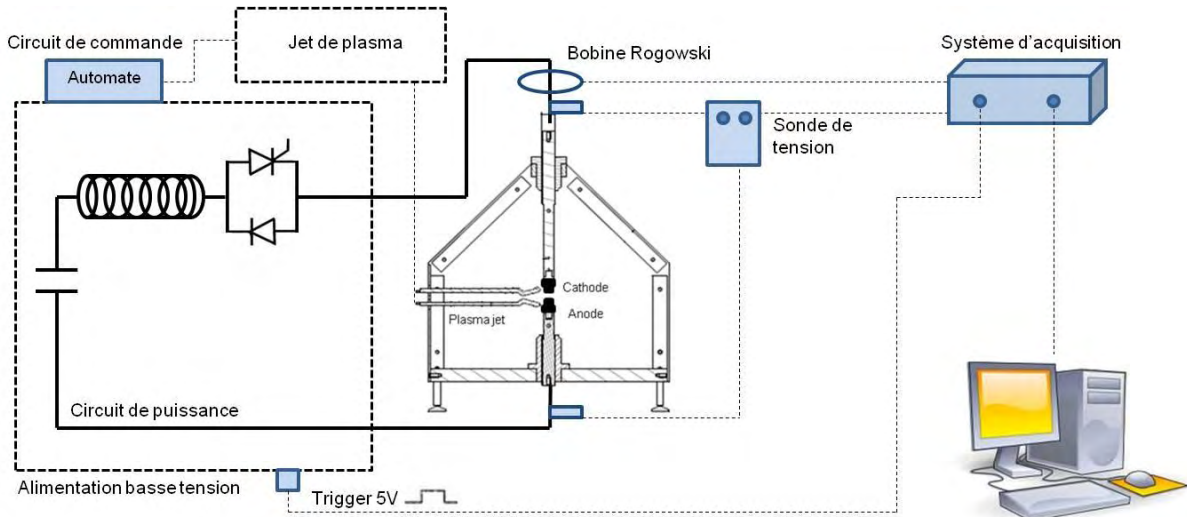 Circuit de commande
Automate
Jet de plasma
Bobine Rogowski
Système d'acquisition
Sonde de
tension
Cathode
Anode
Plasma jet
Circuit de puissance
Alimentation basse tension
Trigger 5V